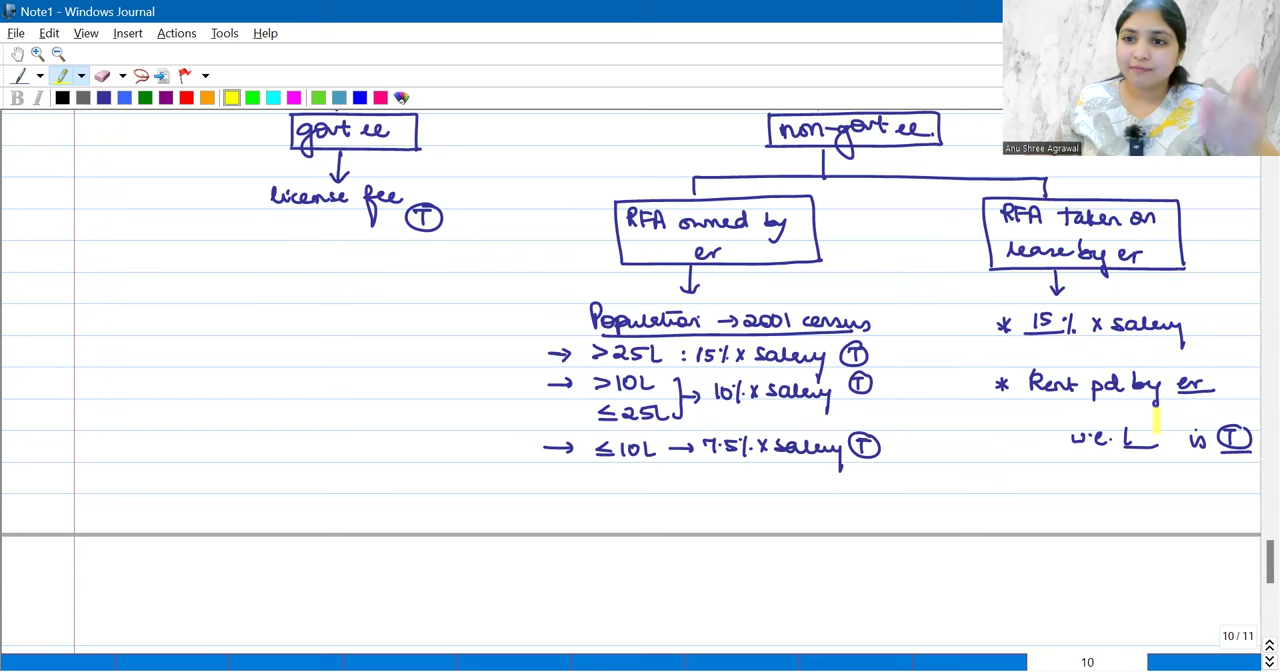 Note1 - Windows Journal
File Edit View Insert Actions Tools Help
B I
Anu Shree Agrawal
govt ee
license fee
T
non-govt ee.
RFA owned by
er
Population → 2001 census
→ >25L : 15% x salary T
→ >10L
≤ 25L
→ 10% x salary T
→ ≤10L → 7.5% x salary T
RFA taken on
lease by er
* 15% x salary
* Rent pd by er
w.e. L is T
10 / 11
10